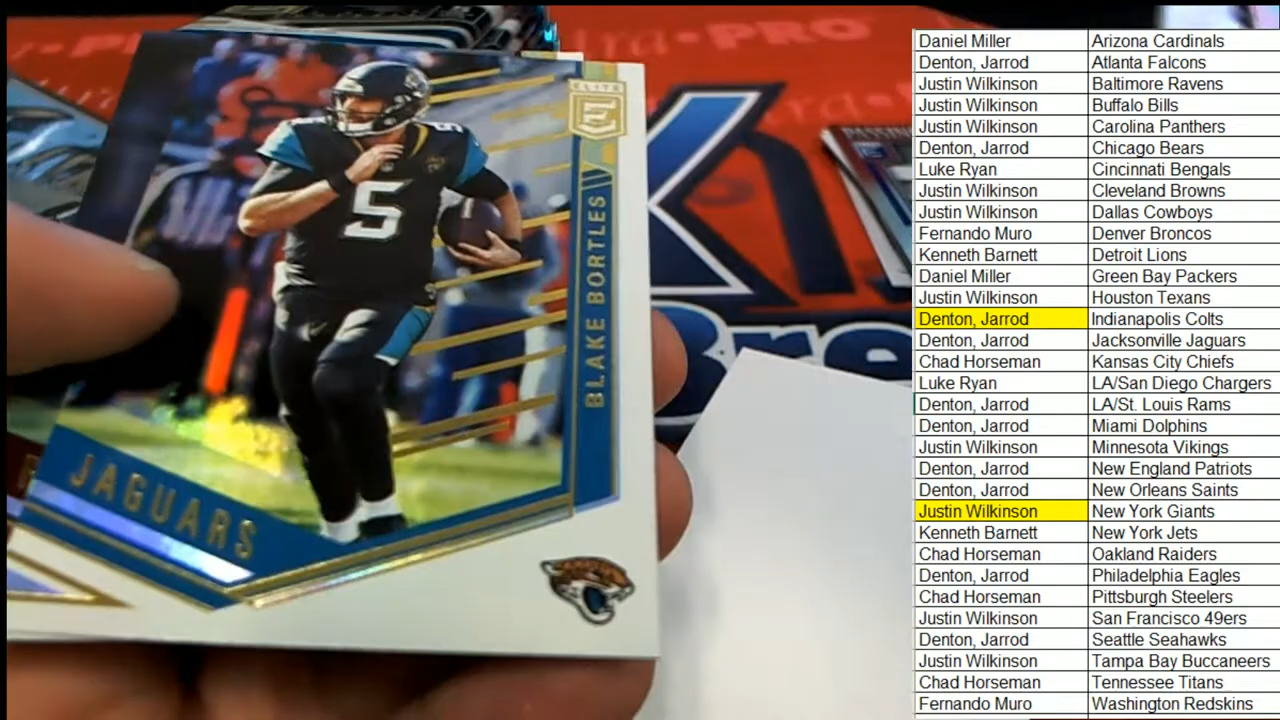 PRO
ELITE
BLAKE BORTLES
5
JAGUARS
Daniel Miller Arizona Cardinals
Denton, Jarrod Atlanta Falcons
Justin Wilkinson Baltimore Ravens
Justin Wilkinson Buffalo Bills
Justin Wilkinson Carolina Panthers
Denton, Jarrod Chicago Bears
Luke Ryan Cincinnati Bengals
Justin Wilkinson Cleveland Browns
Justin Wilkinson Dallas Cowboys
Fernando Muro Denver Broncos
Kenneth Barnett Detroit Lions
Daniel Miller Green Bay Packers
Justin Wilkinson Houston Texans
Denton, Jarrod Indianapolis Colts
Denton, Jarrod Jacksonville Jaguars
Chad Horseman Kansas City Chiefs
Luke Ryan LA/San Diego Chargers
Denton, Jarrod LA/St. Louis Rams
Denton, Jarrod Miami Dolphins
Justin Wilkinson Minnesota Vikings
Denton, Jarrod New England Patriots
Denton, Jarrod New Orleans Saints
Justin Wilkinson New York Giants
Kenneth Barnett New York Jets
Chad Horseman Oakland Raiders
Denton, Jarrod Philadelphia Eagles
Chad Horseman Pittsburgh Steelers
Justin Wilkinson San Francisco 49ers
Denton, Jarrod Seattle Seahawks
Justin Wilkinson Tampa Bay Buccaneers
Chad Horseman Tennessee Titans
Fernando Muro Washington Redskins